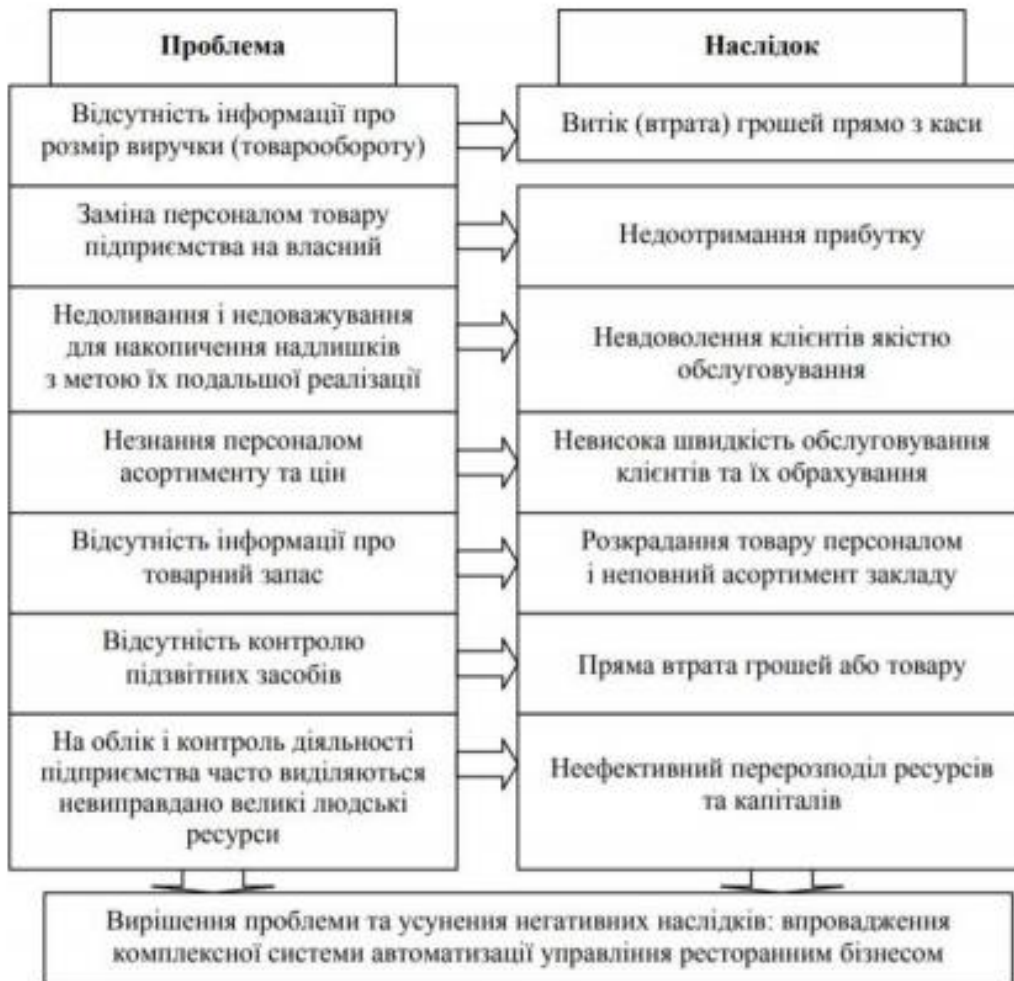 Проблема
Наслідок
Відсутність інформації про
розмір виручки (товарообороту)
Витік (втрата) грошей прямо з каси
Заміна персоналом товару
підприємства на власний
Недоотримання прибутку
Недоливання і недоважування
для накопичення надлишків
з метою їх подальшої реалізації
Невдоволення клієнтів якістю
обслуговування
Незнання персоналом
асортименту та цін
Невисока швидкість обслуговування
клієнтів та їх обрахування
Відсутність інформації про
товарний запас
Розкрадання товару персоналом
і неповний асортимент закладу
Відсутність контролю
підзвітних засобів
Пряма втрата грошей або товару
На облік і контроль діяльності
підприємства часто виділяються
невиправдано великі людські
ресурси
Неефективний перерозподіл ресурсів
та капіталів
Вирішення проблеми та усунення негативних наслідків: впровадження
комплексної системи автоматизації управління ресторанним бізнесом